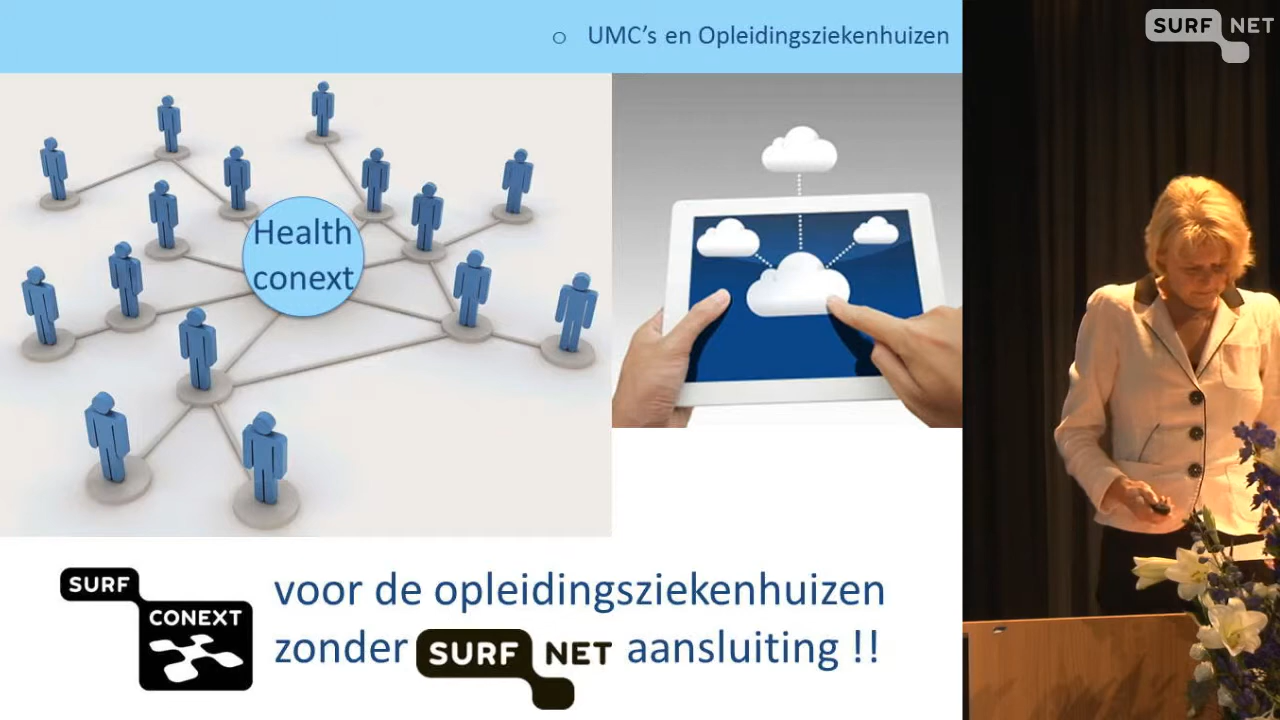 o UMC's en Opleidingsziekenhuizen
SURF NET
Health
conext
SURF
CONEXT
voor de opleidingsziekenhuizen
zonder SURF NET aansluiting !!